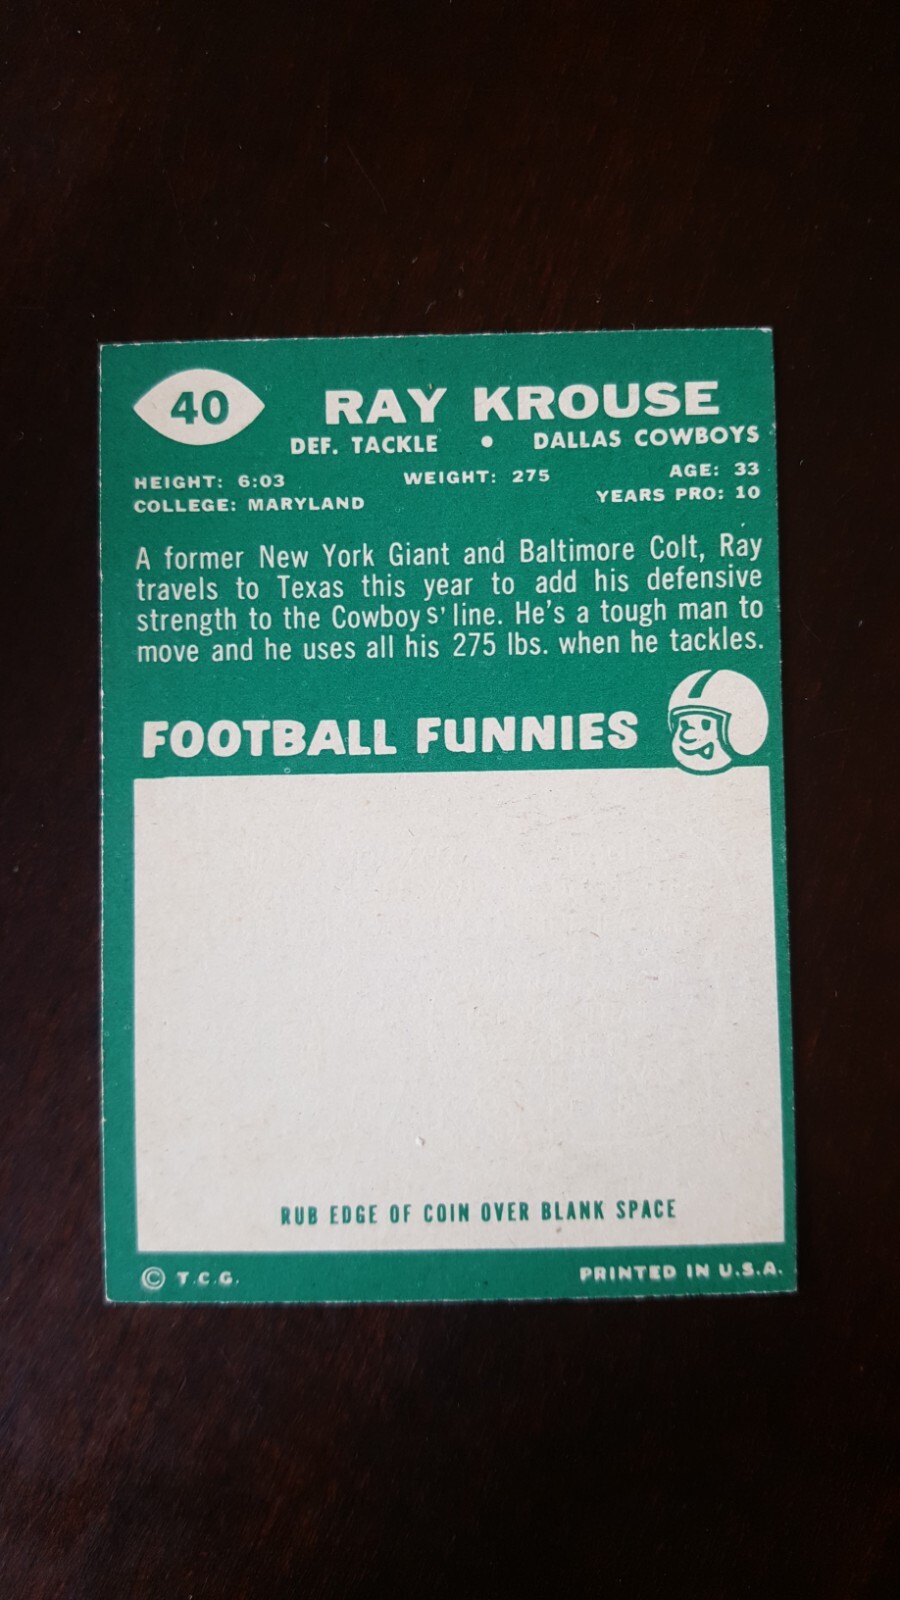 40
RAY KROUSE
DEF. TACKLE • DALLAS COWBOYS
HEIGHT: 6:03 WEIGHT: 275 AGE: 33
COLLEGE: MARYLAND YEARS PRO: 10
A former New York Giant and Baltimore Colt, Ray
travels to Texas this year to add his defensive
strength to the Cowboys' line. He's a tough man to
move and he uses all his 275 lbs. when he tackles.
FOOTBALL FUNNIES
RUB EDGE OF COIN OVER BLANK SPACE
© T.C.G. PRINTED IN U.S.A.